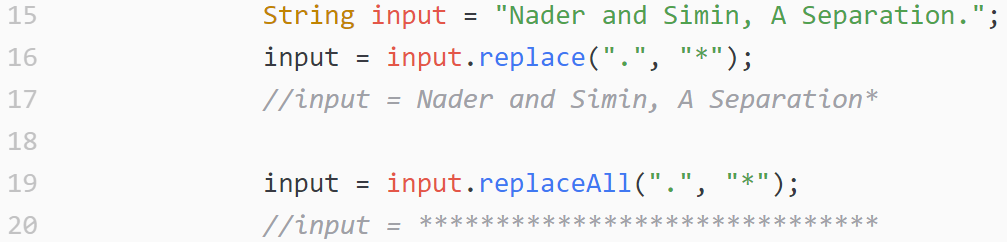 15 String input = "Nader and Simin, A Separation.";
16 input = input.replace(".", "*");
17 //input = Nader and Simin, A Separation*
18
19 input = input.replaceAll(".", "*");
20 //input = ******************************